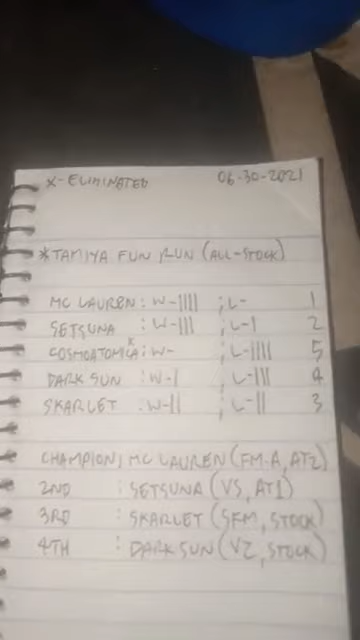 X-ELIMINATED 06-30-2021
*TAMIYA FUN RUN (ALL-STOCK)
MC LAUREN : W-|||| ; L- 1
SETSUNA : W-||| ; L-| 2
COSMOATOMICA x : W- ; L-|||| 5
DARK SUN : W-| ; L-||| 4
SKARLET : W-|| ; L-|| 3
CHAMPION; MC LAUREN (FM-A, AT2)
2ND : SETSUNA (VS, AT1)
3RD : SKARLET (SFM, STOCK)
4TH : DARK SUN (VZ, STOCK)